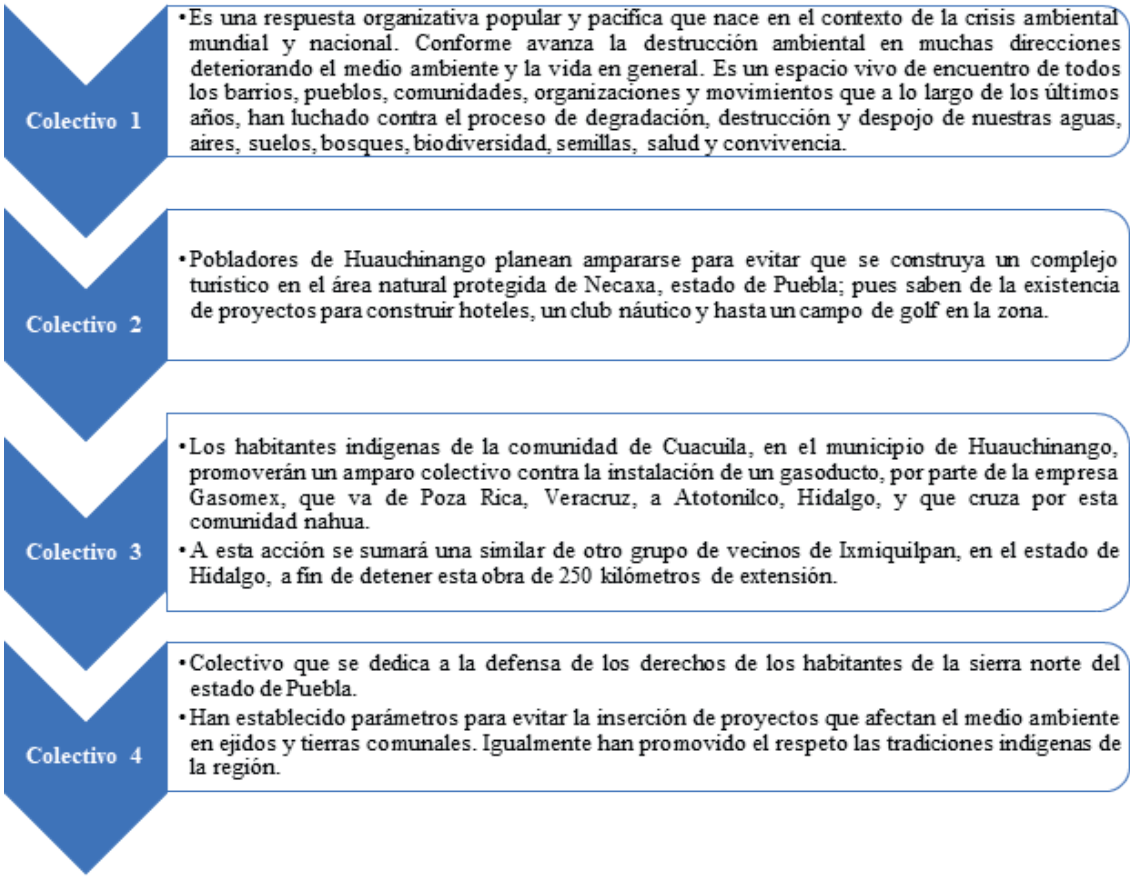 Colectivo 1
•Es una respuesta organizativa popular y pacífica que nace en el contexto de la crisis ambiental
mundial y nacional. Conforme avanza la destrucción ambiental en muchas direcciones
deteriorando el medio ambiente y la vida en general. Es un espacio vivo de encuentro de todos
los barrios, pueblos, comunidades, organizaciones y movimientos que a lo largo de los últimos
años, han luchado contra el proceso de degradación, destrucción y despojo de nuestras aguas,
aires, suelos, bosques, biodiversidad, semillas, salud y convivencia.
Colectivo 2
•Pobladores de Huauchinango planean ampararse para evitar que se construya un complejo
turístico en el área natural protegida de Necaxa, estado de Puebla; pues saben de la existencia
de proyectos para construir hoteles, un club náutico y hasta un campo de golf en la zona.
Colectivo 3
•Los habitantes indígenas de la comunidad de Cuacuila, en el municipio de Huauchinango,
promoverán un amparo colectivo contra la instalación de un gasoducto, por parte de la empresa
Gasomex, que va de Poza Rica, Veracruz, a Atotonilco, Hidalgo, y que cruza por esta
comunidad nahua.
•A esta acción se sumará una similar de otro grupo de vecinos de Ixmiquilpan, en el estado de
Hidalgo, a fin de detener esta obra de 250 kilómetros de extensión.
Colectivo 4
•Colectivo que se dedica a la defensa de los derechos de los habitantes de la sierra norte del
estado de Puebla.
•Han establecido parámetros para evitar la inserción de proyectos que afectan el medio ambiente
en ejidos y tierras comunales. Igualmente han promovido el respeto las tradiciones indígenas de
la región.